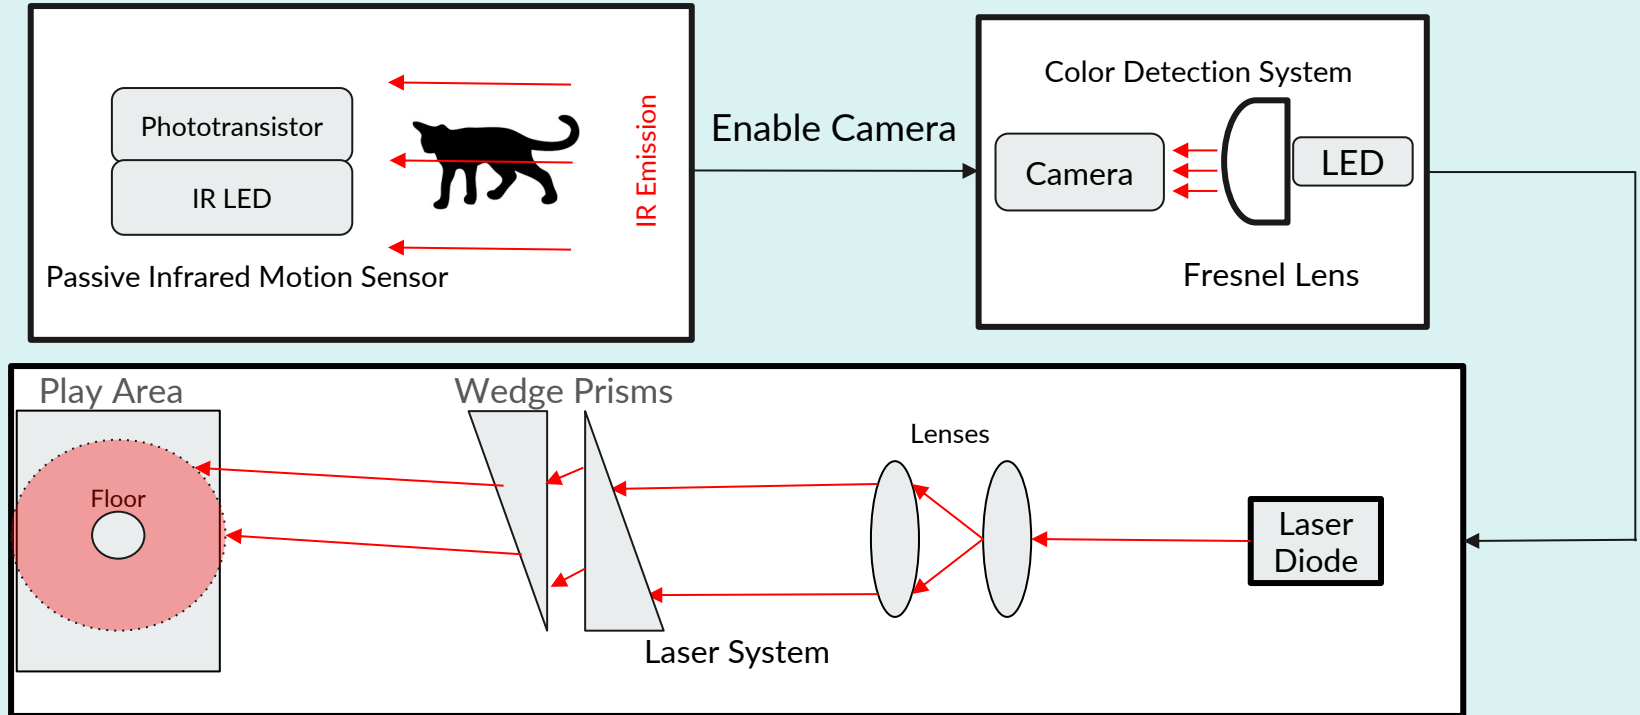 Phototransistor
IR LED
IR Emission
Passive Infrared Motion Sensor
Enable Camera
Color Detection System
Camera
LED
Fresnel Lens
Play Area
Wedge Prisms
Lenses
Floor
Laser
Diode
Laser System